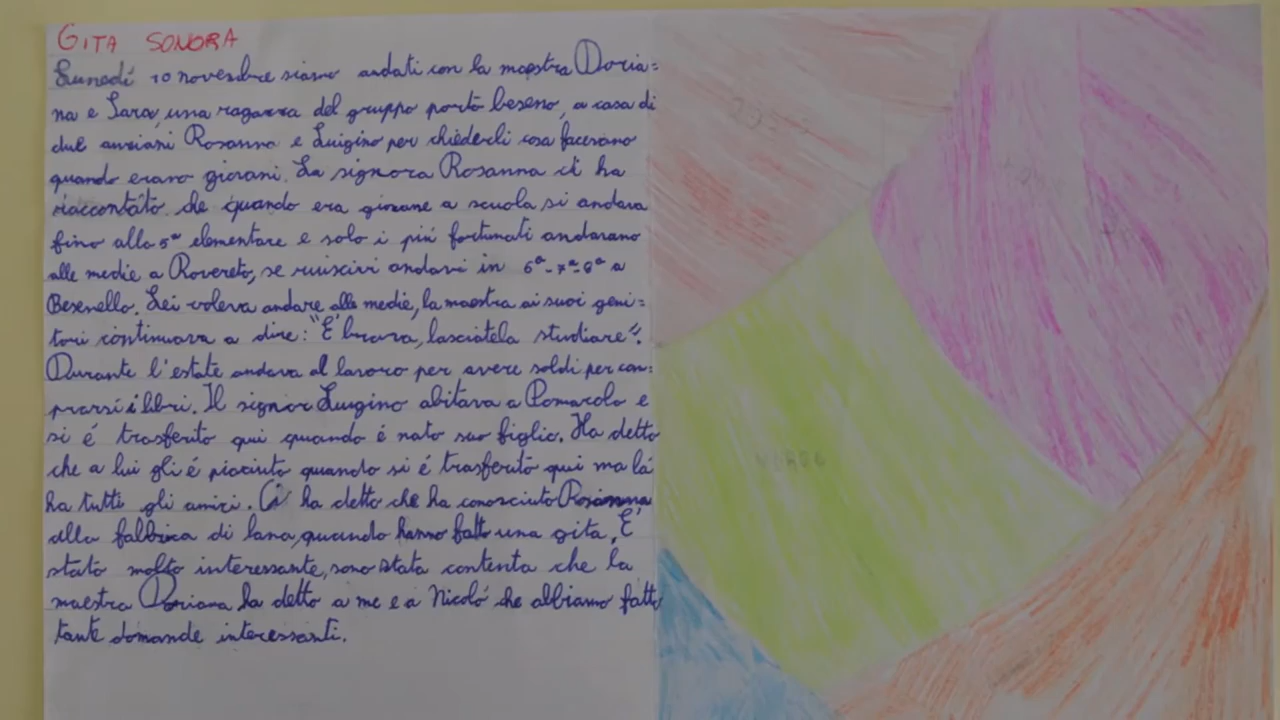 GITA SONORA
Lunedí 10 novembre siamo andati con la maestra Doria=
na e Sara, una ragazza del gruppo portò beseno, a casa di
due anziani Rosanna e Luigino per chiederli cosa facevano
quando erano giovani. La signora Rosanna ci ha
raccontato che quando era giovane a scuola si andava
fino alla 5ª elementare e solo i piú fortunati andavano
alle medie a Rovereto, se riuscivi andavi in 6ª-7ª-8ª a
Besenello. Lei voleva andare alle medie, la maestra ai suoi geni=
tori continuava a dire: "É brava, lasciatela studiare".
Durante l'estate andava al lavoro per avere soldi per com=
prarsi i libri. Il signor Luigino abitava a Pomarolo e
si é trasferito qui quando é nato suo figlio. Ha detto
che a lui gli é piaciuto quando si é trasferito qui ma lá
ha tutti gli amici. Ci ha detto che ha conosciuto Rosanna
alla fabbrica di lana, quando hanno fatto una gita. É
stato molto interessante, sono stata contenta che la
maestra Doriana ha detto a me e a Nicoló che abbiamo fatto
tante domande interessanti.
VERDE